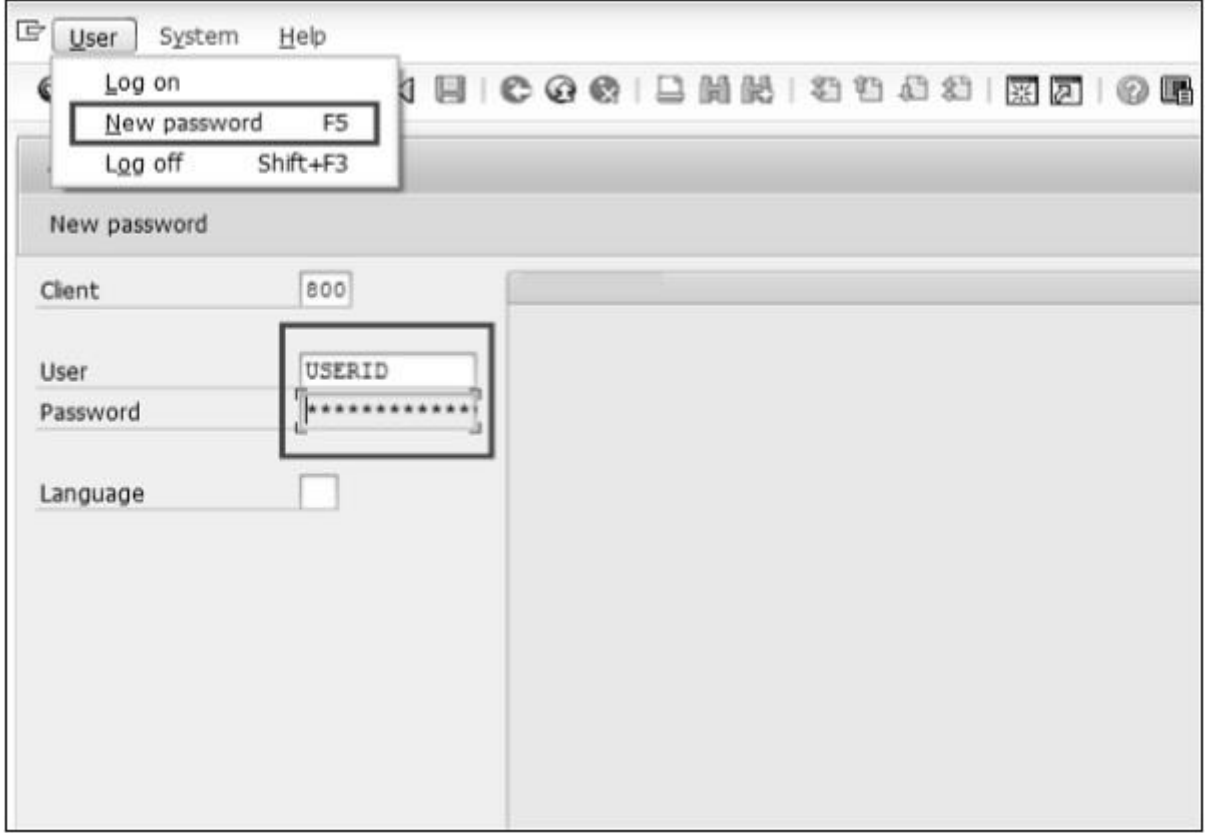 User System Help
Log on
New password F5
Log off Shift+F3
New password
Client 800
User USERID
Password *************
Language